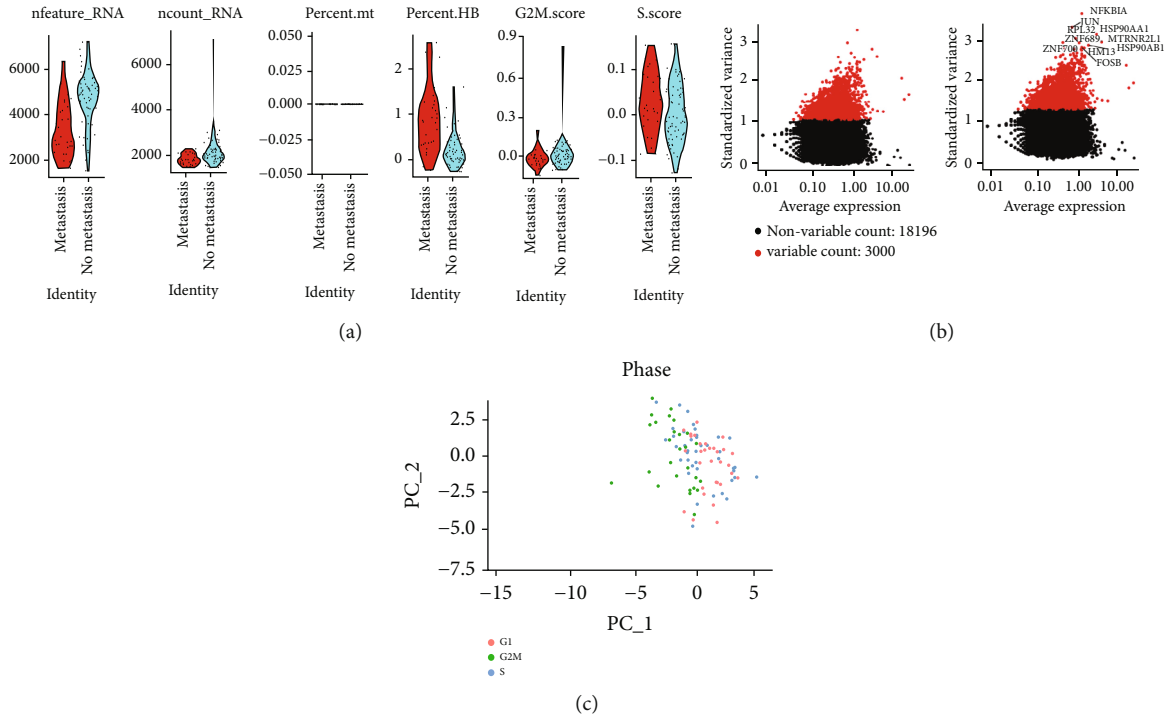 nfeature_RNA
6000
4000
2000
Metastasis
No metastasis
Identity
ncount_RNA
6000
4000
2000
Metastasis
No metastasis
Identity
Percent.mt
0.050
0.025
0.000
−0.025
−0.050
Metastasis
No metastasis
Identity
Percent.HB
2
1
0
Metastasis
No metastasis
Identity
G2M.score
0.9
0.6
0.3
0.0
Metastasis
No metastasis
Identity
S.score
0.1
0.0
−0.1
Metastasis
No metastasis
Identity
(a)
Standardized variance
3
2
1
0
0.01 0.10 1.00 10.00
Average expression
Non-variable count: 18196
variable count: 3000
Standardized variance
3
2
1
0
NFKBIA
JUN
RPL32 HSP90AA1
ZNF689 MTRNR2L1
ZNF700 HM13 HSP90AB1
FOSB
0.01 0.10 1.00 10.00
Average expression
(b)
Phase
PC_2
2.5
0.0
−2.5
−5.0
−7.5
−15 −10 −5 0 5
PC_1
G1
G2M
S
(c)